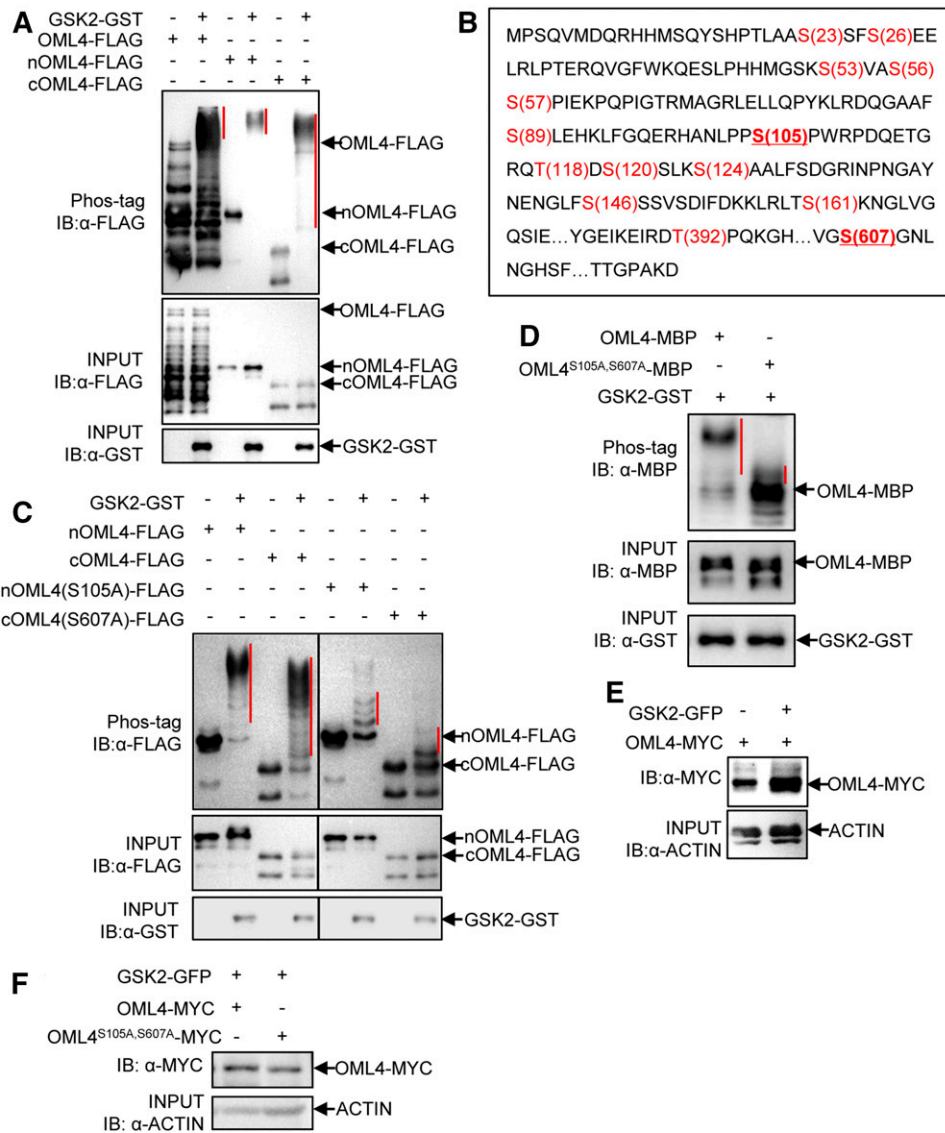 A
GSK2-GST - + - + - +
OML4-FLAG + + - - - -
nOML4-FLAG - - + + - -
cOML4-FLAG - - - - + +
Phos-tag
IB:α-FLAG
OML4-FLAG
nOML4-FLAG
cOML4-FLAG
INPUT
IB:α-FLAG
OML4-FLAG
nOML4-FLAG
cOML4-FLAG
INPUT
IB:α-GST
GSK2-GST
B
MPSQVMDQRHHMSQYSHPTLAAS(23)SFS(26)EE
LRLPTERQVGFWKQESLPHHMGSKS(53)VAS(56)
S(57)PIEKPQPIGTRMAGRLELLQPYKLRDQGAAF
S(89)LEHKLFGQERHANLPPS(105)PWRPDQETG
RQT(118)DS(120)SLKS(124)AALFSDGRINPNGAY
NENGLFS(146)SSVSDIFDKKLRLTS(161)KNGLVG
QSIE...YGEIKEIRDT(392)PQKGH...VGS(607)GNL
NGHSF...TTGPAKD
C
GSK2-GST - + - + - + - +
nOML4-FLAG + + - - - - - -
cOML4-FLAG - - + + - - - -
nOML4(S105A)-FLAG - - - - + + - -
cOML4(S607A)-FLAG - - - - - - + +
Phos-tag
IB:α-FLAG
nOML4-FLAG
cOML4-FLAG
INPUT
IB:α-FLAG
nOML4-FLAG
cOML4-FLAG
INPUT
IB:α-GST
GSK2-GST
D
OML4-MBP + -
OML4S105A,S607A-MBP - +
GSK2-GST + +
Phos-tag
IB: α-MBP
OML4-MBP
INPUT
IB: α-MBP
OML4-MBP
INPUT
IB: α-GST
GSK2-GST
E
GSK2-GFP - +
OML4-MYC + +
IB:α-MYC
OML4-MYC
INPUT
IB:α-ACTIN
ACTIN
F
GSK2-GFP + +
OML4-MYC + -
OML4S105A,S607A-MYC - +
IB: α-MYC
OML4-MYC
INPUT
IB: α-ACTIN
ACTIN